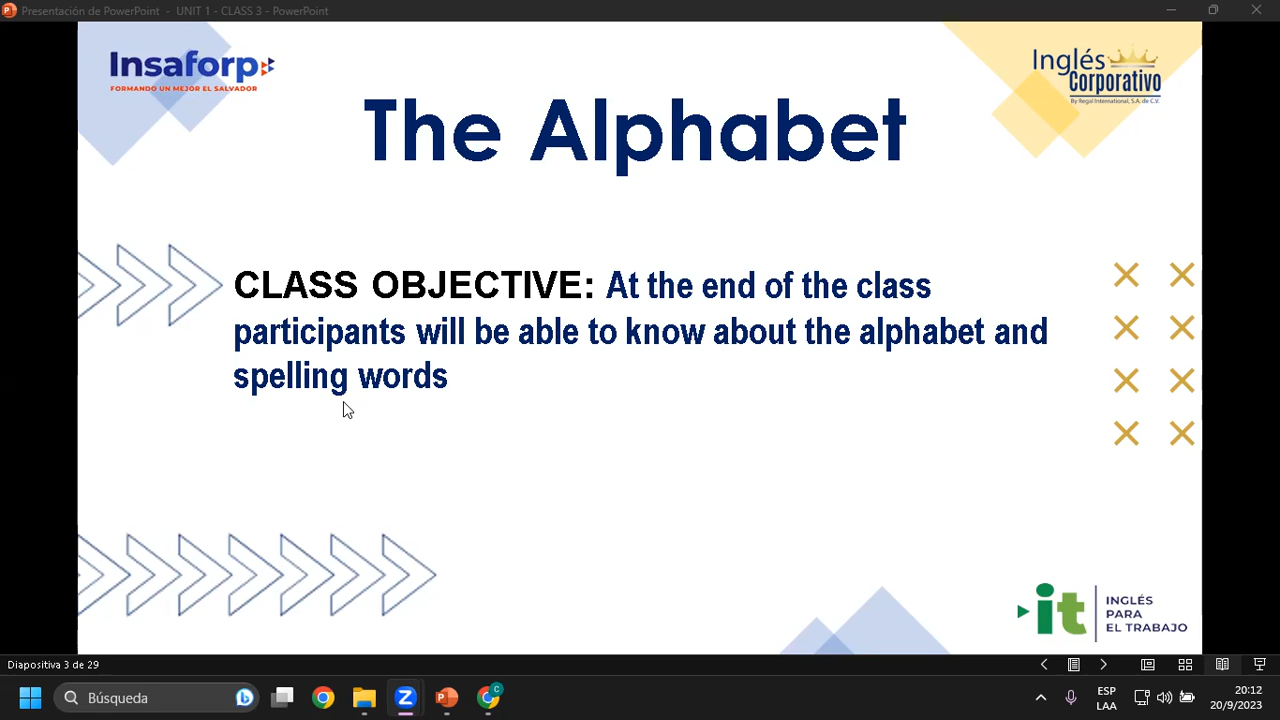 Presentación de PowerPoint - UNIT 1 - CLASS 3 - PowerPoint
Insaforp
FORMANDO UN MEJOR EL SALVADOR
Inglés
Corporativo
By Regal International, S.A. de C.V.
The Alphabet
CLASS OBJECTIVE: At the end of the class
participants will be able to know about the alphabet and
spelling words
it
INGLÉS
PARA
EL TRABAJO
Diapositiva 3 de 29
Búsqueda
ESP
LAA
20:12
20/9/2023